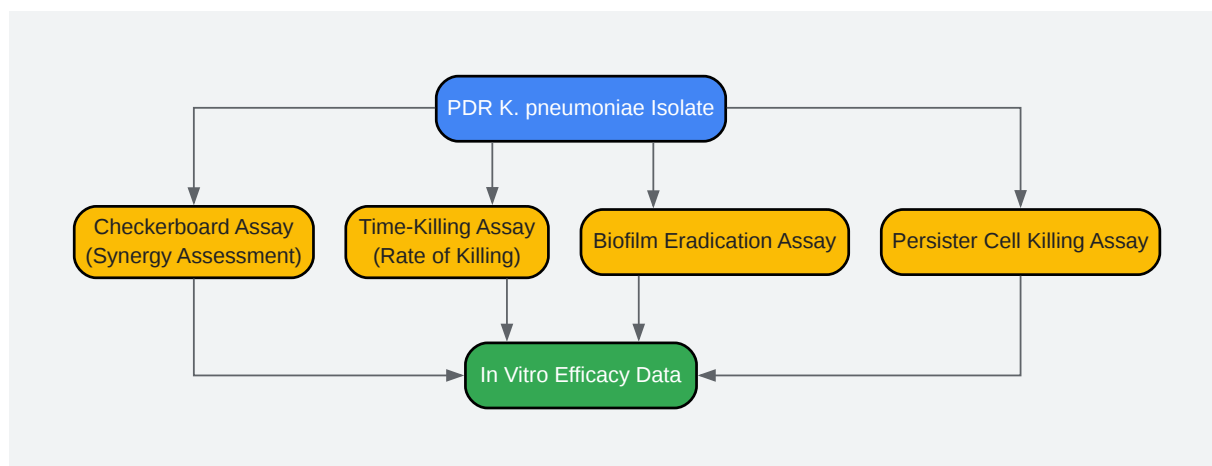 PDR K. pneumoniae Isolate
Checkerboard Assay
(Synergy Assessment)
Time-Killing Assay
(Rate of Killing)
Biofilm Eradication Assay
Persister Cell Killing Assay
In Vitro Efficacy Data